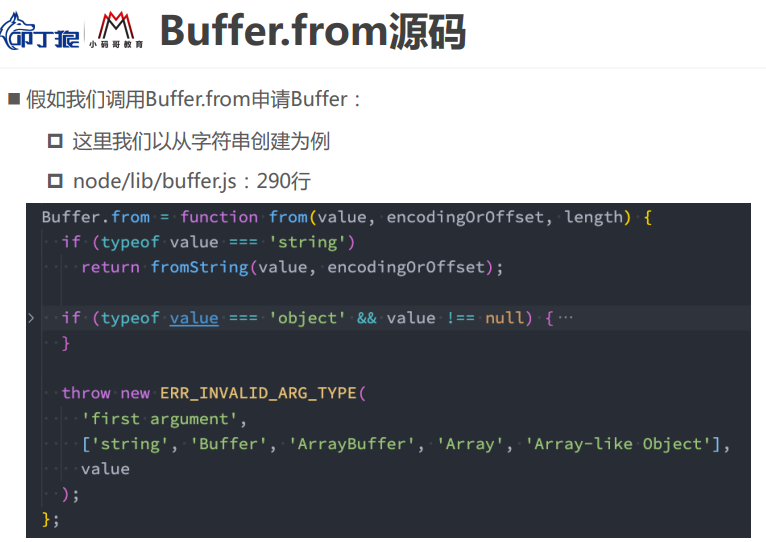 卯丁狼 小码哥教育 Buffer.from源码
假如我们调用Buffer.from申请Buffer：
这里我们以从字符串创建为例
node/lib/buffer.js：290行
Buffer.from = function from(value, encodingOrOffset, length) {
  if (typeof value === 'string')
    return fromString(value, encodingOrOffset);
  if (typeof value === 'object' && value !== null) { ···
  }
  throw new ERR_INVALID_ARG_TYPE(
    'first argument',
    ['string', 'Buffer', 'ArrayBuffer', 'Array', 'Array-like Object'],
    value
  );
};